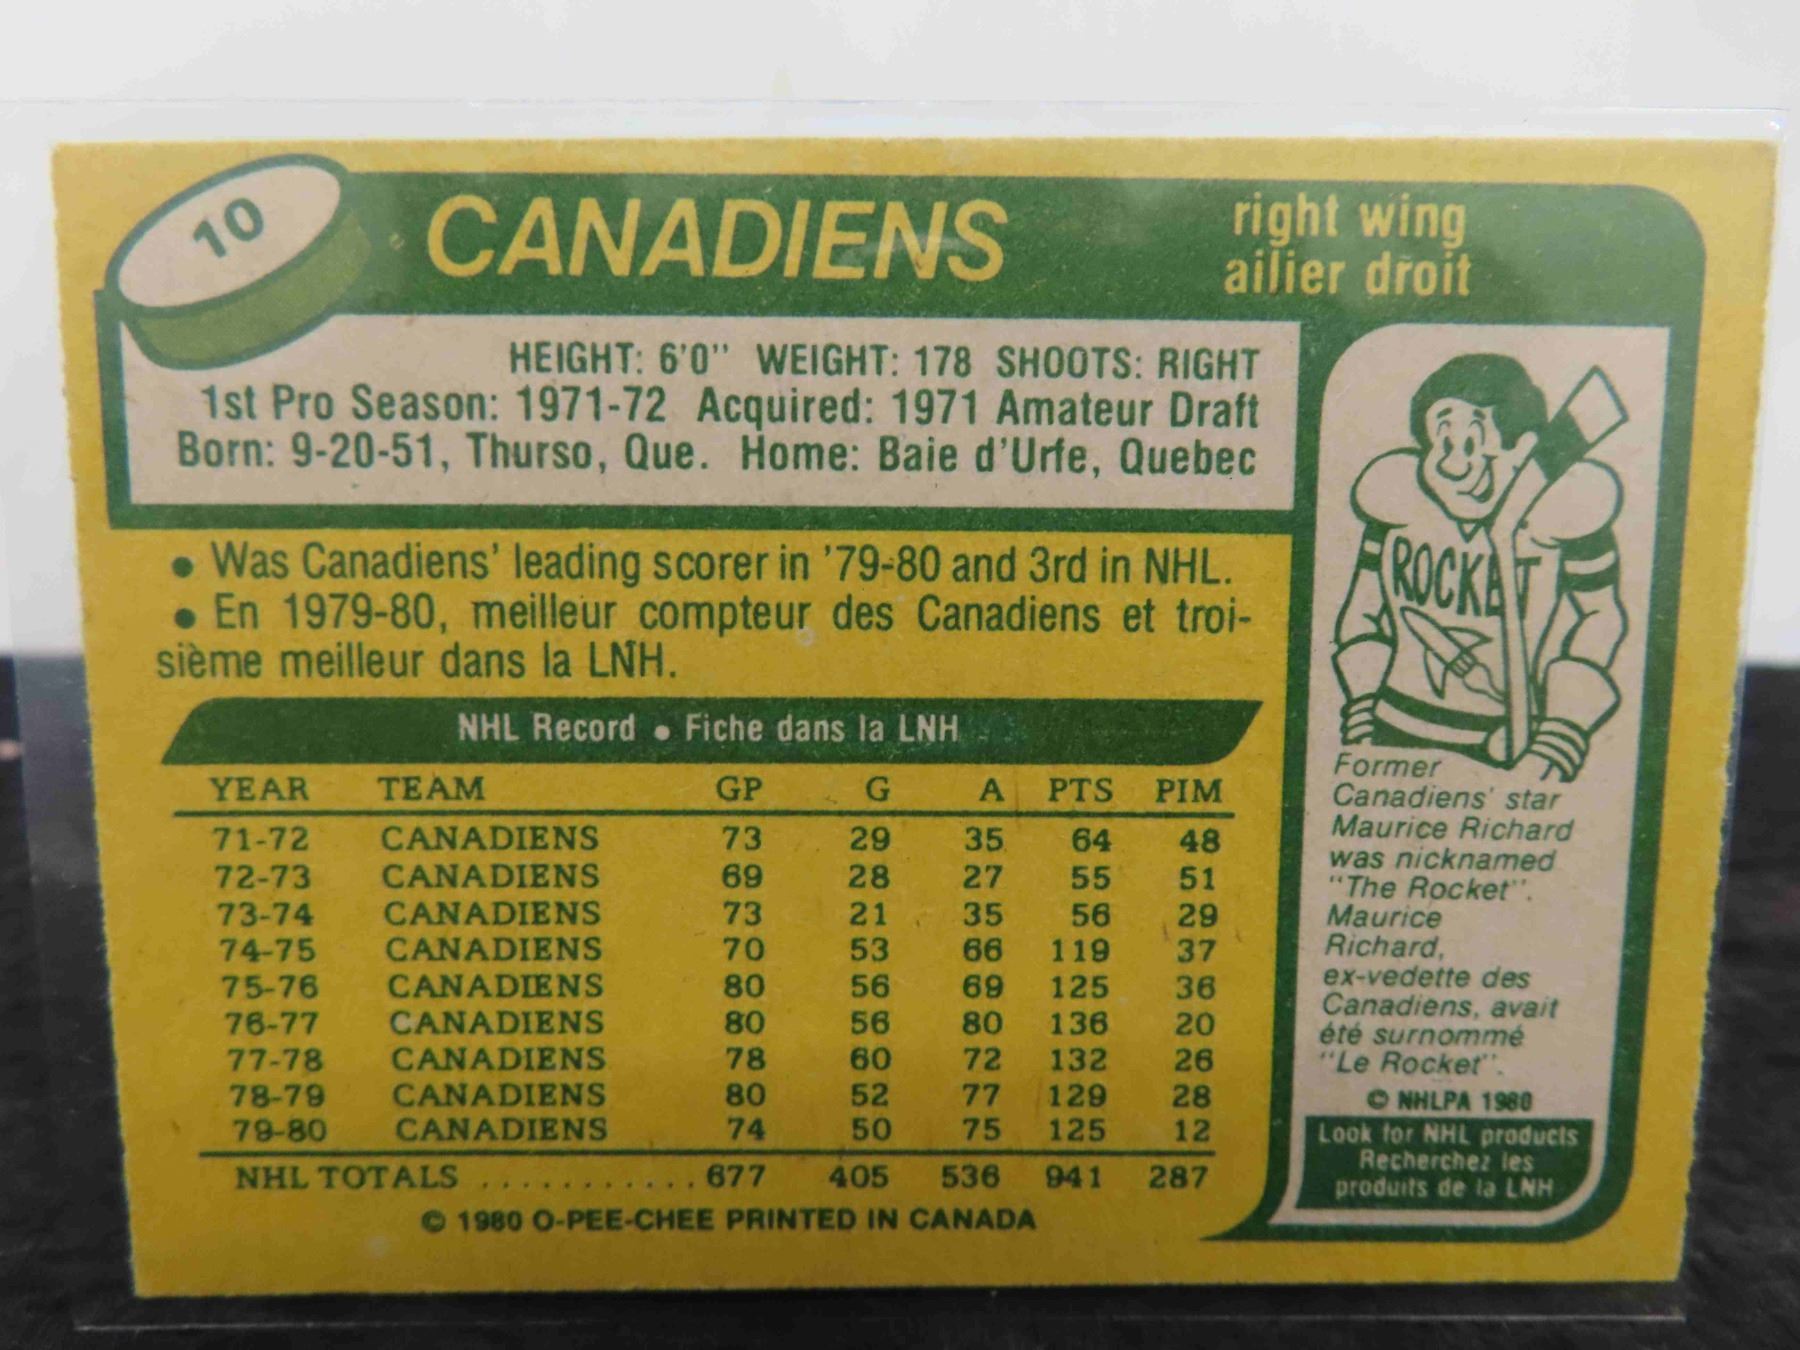 10
CANADIENS
right wing
ailier droit
HEIGHT: 6'0" WEIGHT: 178 SHOOTS: RIGHT
1st Pro Season: 1971-72 Acquired: 1971 Amateur Draft
Born: 9-20-51, Thurso, Que. Home: Baie d'Urfe, Quebec
• Was Canadiens' leading scorer in '79-80 and 3rd in NHL.
• En 1979-80, meilleur compteur des Canadiens et troi-
sième meilleur dans la LNH.
NHL Record • Fiche dans la LNH
YEAR TEAM GP G A PTS PIM
71-72 CANADIENS 73 29 35 64 48
72-73 CANADIENS 69 28 27 55 51
73-74 CANADIENS 73 21 35 56 29
74-75 CANADIENS 70 53 66 119 37
75-76 CANADIENS 80 56 69 125 36
76-77 CANADIENS 80 56 80 136 20
77-78 CANADIENS 78 60 72 132 26
78-79 CANADIENS 80 52 77 129 28
79-80 CANADIENS 74 50 75 125 12
NHL TOTALS ............ 677 405 536 941 287
© 1980 O-PEE-CHEE PRINTED IN CANADA
ROCKET
Former
Canadiens' star
Maurice Richard
was nicknamed
"The Rocket".
Maurice
Richard,
ex-vedette des
Canadiens, avait
été surnommé
"Le Rocket".
© NHLPA 1980
Look for NHL products
Recherchez les
produits de la LNH